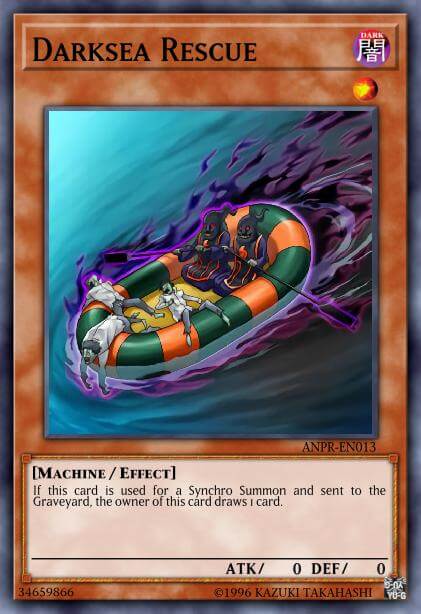 DARKSEA RESCUE
DARK
闇
ANPR-EN013
[MACHINE / EFFECT]
If this card is used for a Synchro Summon and sent to the
Graveyard, the owner of this card draws 1 card.
ATK/ 0 DEF/ 0
34659866 ©1996 KAZUKI TAKAHASHI